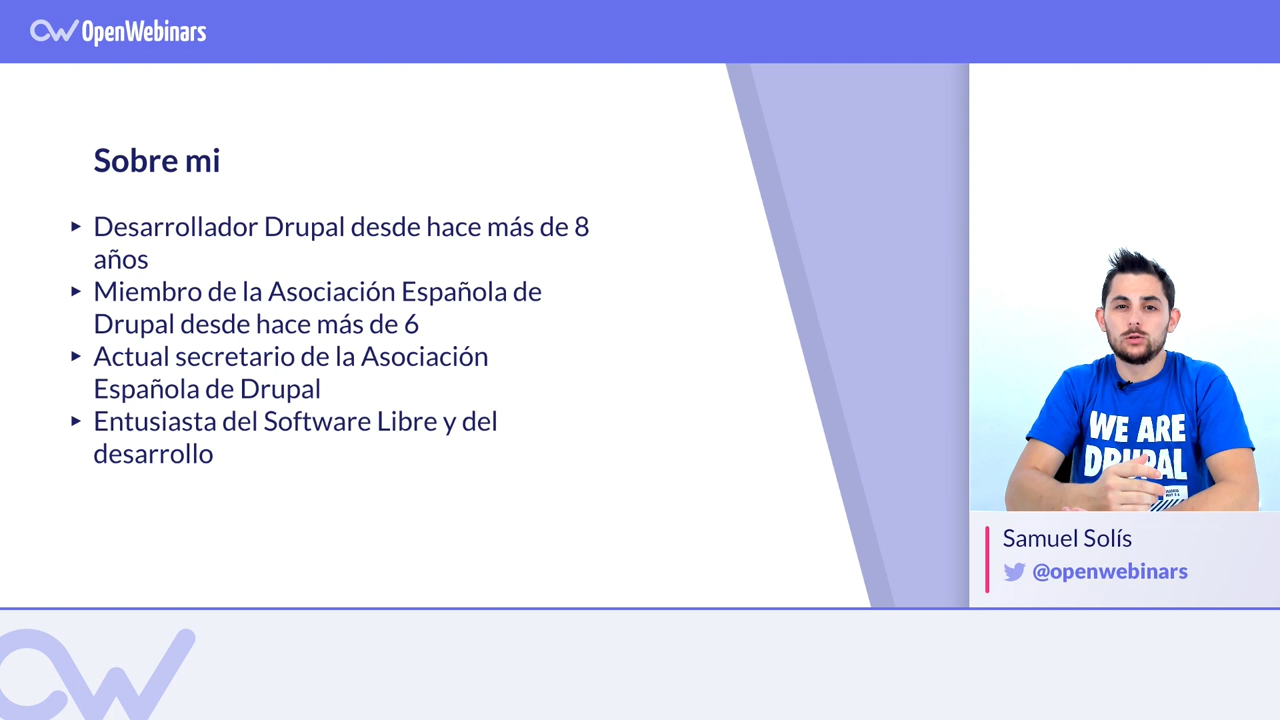 OpenWebinars
Sobre mi
‣ Desarrollador Drupal desde hace más de 8
años
‣ Miembro de la Asociación Española de
Drupal desde hace más de 6
‣ Actual secretario de la Asociación
Española de Drupal
‣ Entusiasta del Software Libre y del
desarrollo
WE ARE
DRUPAL
Samuel Solís
@openwebinars